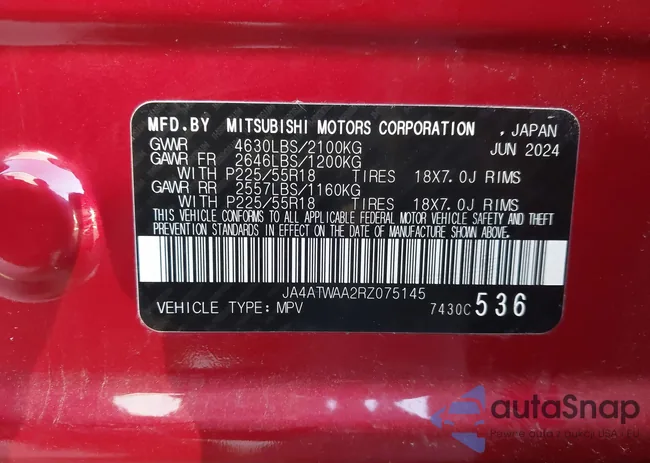 MFD.BY MITSUBISHI MOTORS CORPORATION , JAPAN
GVWR 4630LBS/2100KG JUN 2024
GAWR FR 2646LBS/1200KG
WITH P225/55R18 TIRES 18X7.0J RIMS
GAWR RR 2557LBS/1160KG
WITH P225/55R18 TIRES 18X7.0J RIMS
THIS VEHICLE CONFORMS TO ALL APPLICABLE FEDERAL MOTOR VEHICLE SAFETY AND THEFT
PREVENTION STANDARDS IN EFFECT ON THE DATE OF MANUFACTURE SHOWN ABOVE.
JA4ATWAA2RZ075145
VEHICLE TYPE: MPV 7430C 536
autoSnap